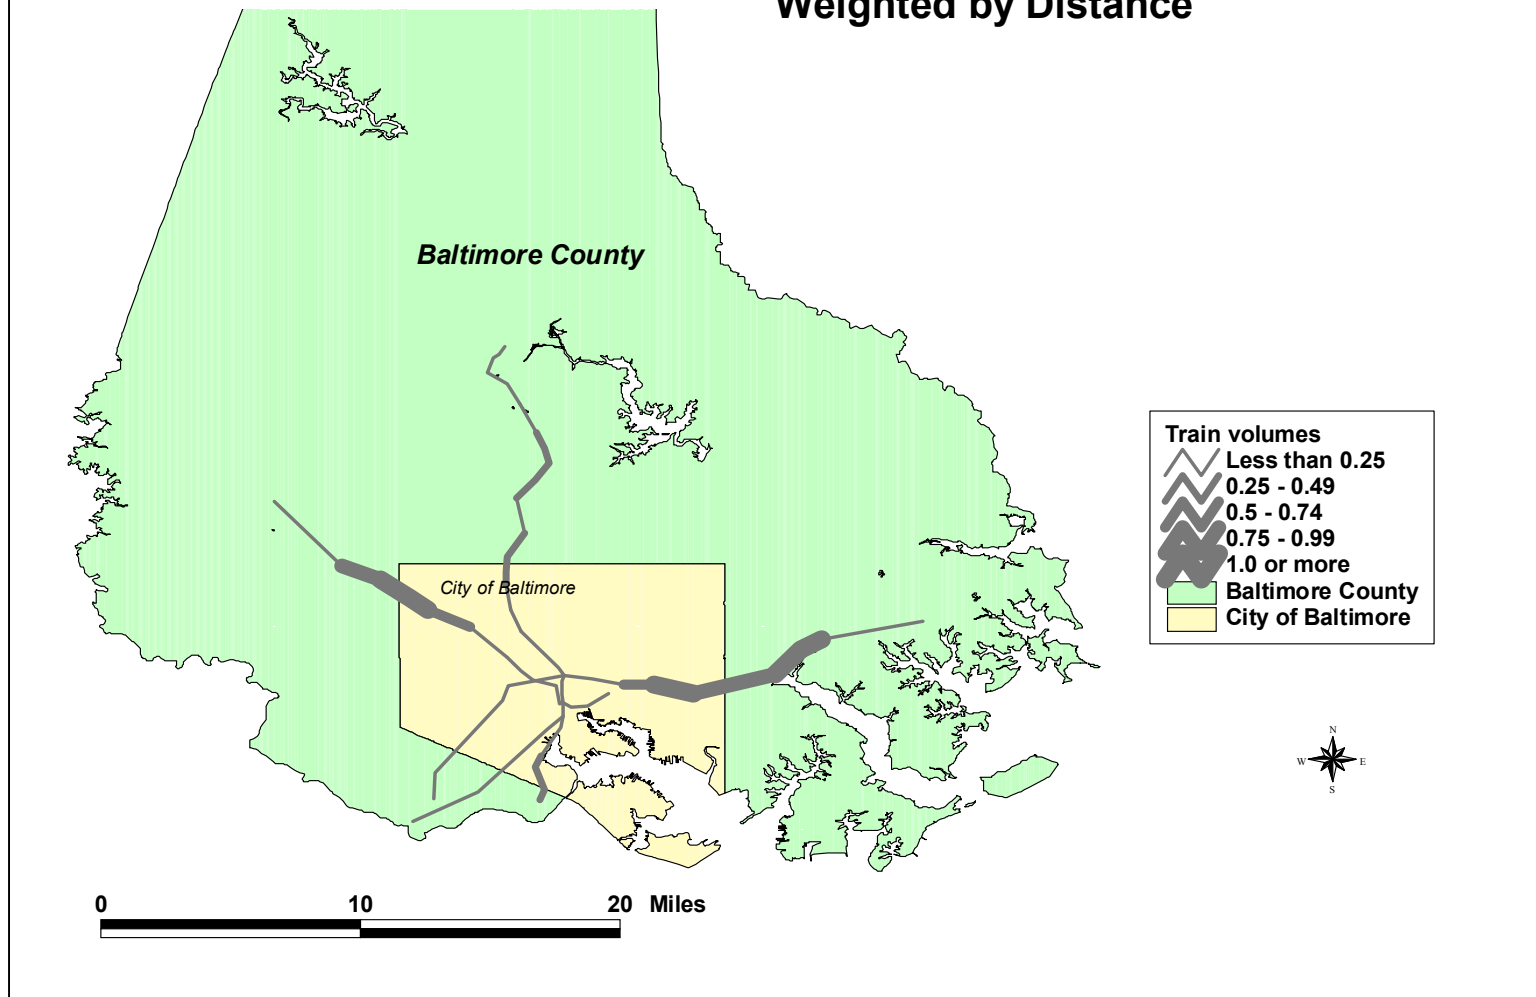 Weighted by Distance
Baltimore County
City of Baltimore
Train volumes
Less than 0.25
0.25 - 0.49
0.5 - 0.74
0.75 - 0.99
1.0 or more
Baltimore County
City of Baltimore
N
W E
S
0 10 20 Miles